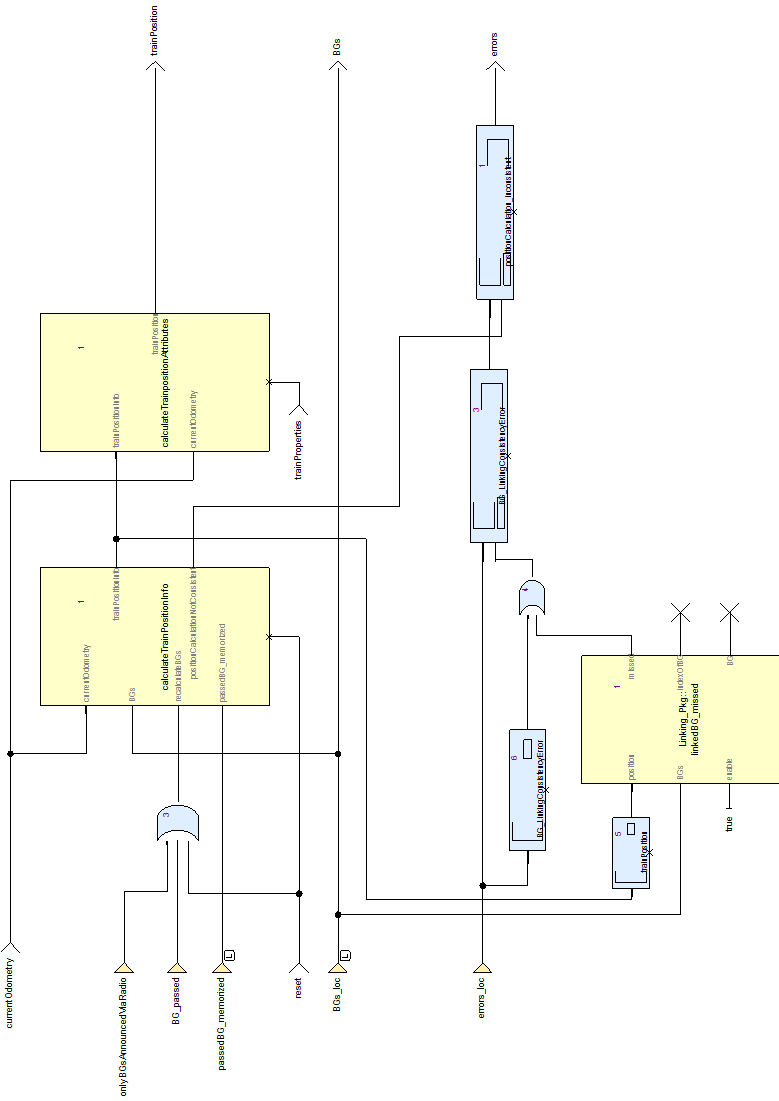 trainPosition
BGs
errors
1
positionCalculation_Inconsistent
1
trainPosition
calculateTrainpositionAttributes
trainPositionInfo
currentOdometry
trainProperties
3
BG_LinkingConsistencyError
1
trainPositionInfo
calculateTrainPositionInfo
positionCalculationNotConsistent
currentOdometry
BGs
recalculateBGs
passedBG_memorized
4
1
missed
indexOfBG
BG
Linking_Pkg::
linkedBG_missed
position
BGs
enable
6
BG_LinkingConsistencyError
3
5
trainPosition
true
currentOdometry
onlyBGsAnnouncedViaRadio
BG_passed
passedBG_memorized
L
reset
BGs_loc
L
errors_loc